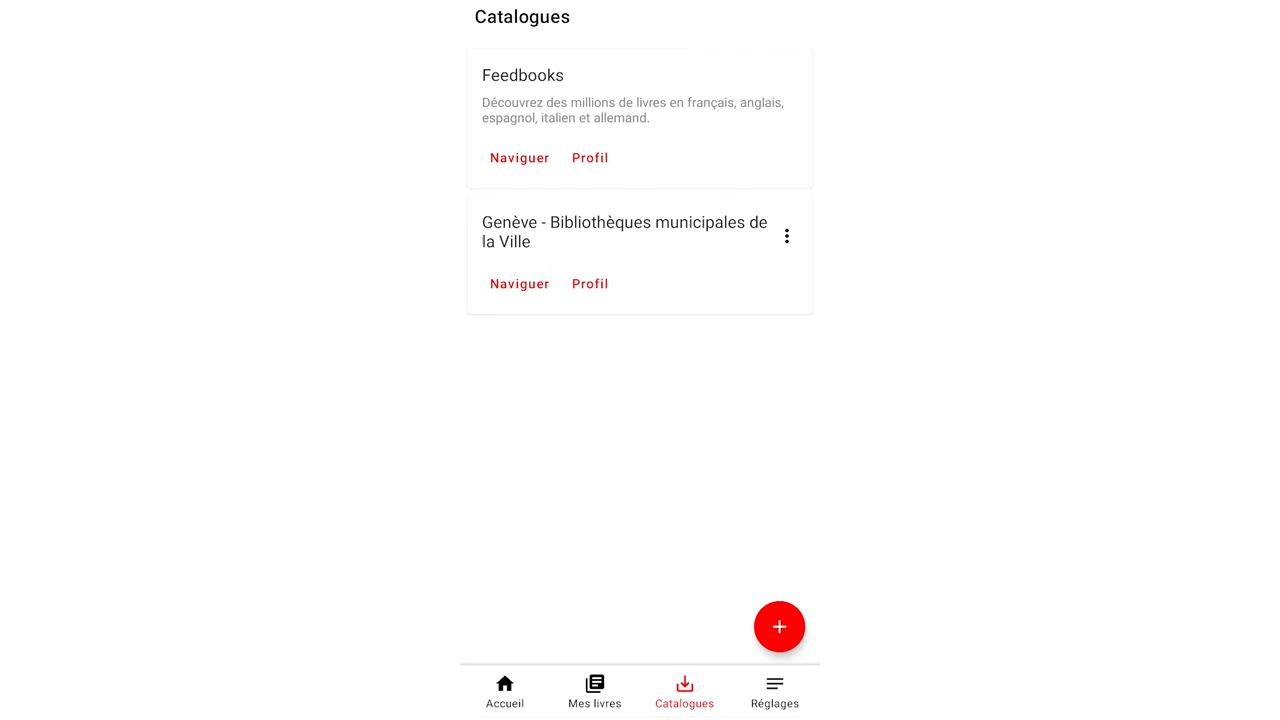 Catalogues
Feedbooks
Découvrez des millions de livres en français, anglais,
espagnol, italien et allemand.
Naviguer Profil
Genève - Bibliothèques municipales de
la Ville
Naviguer Profil
Accueil Mes livres Catalogues Réglages